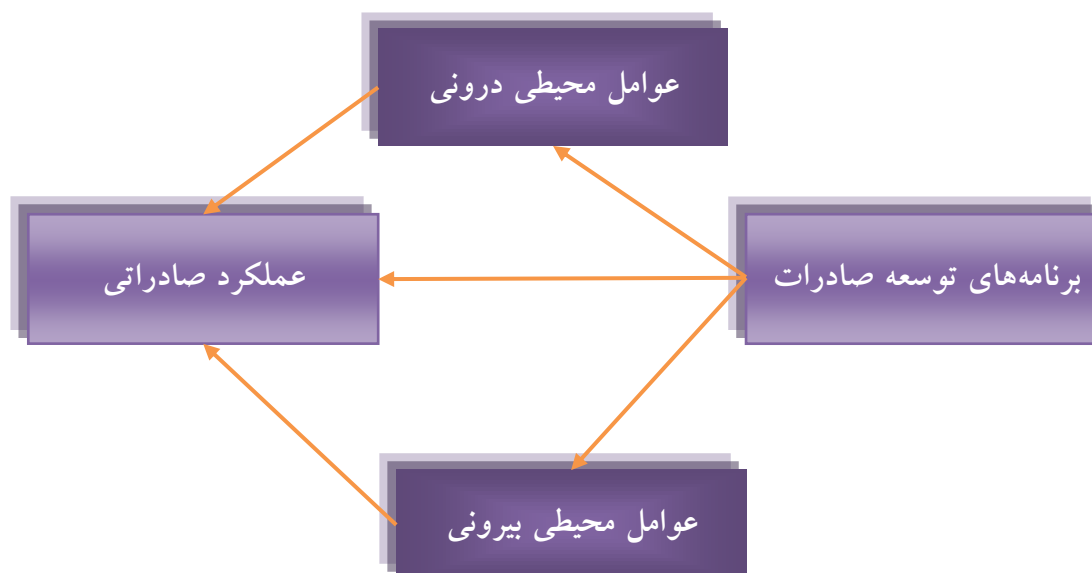 عوامل محیطی درونی
برنامه‌های توسعه صادرات
عملکرد صادراتی
عوامل محیطی بیرونی